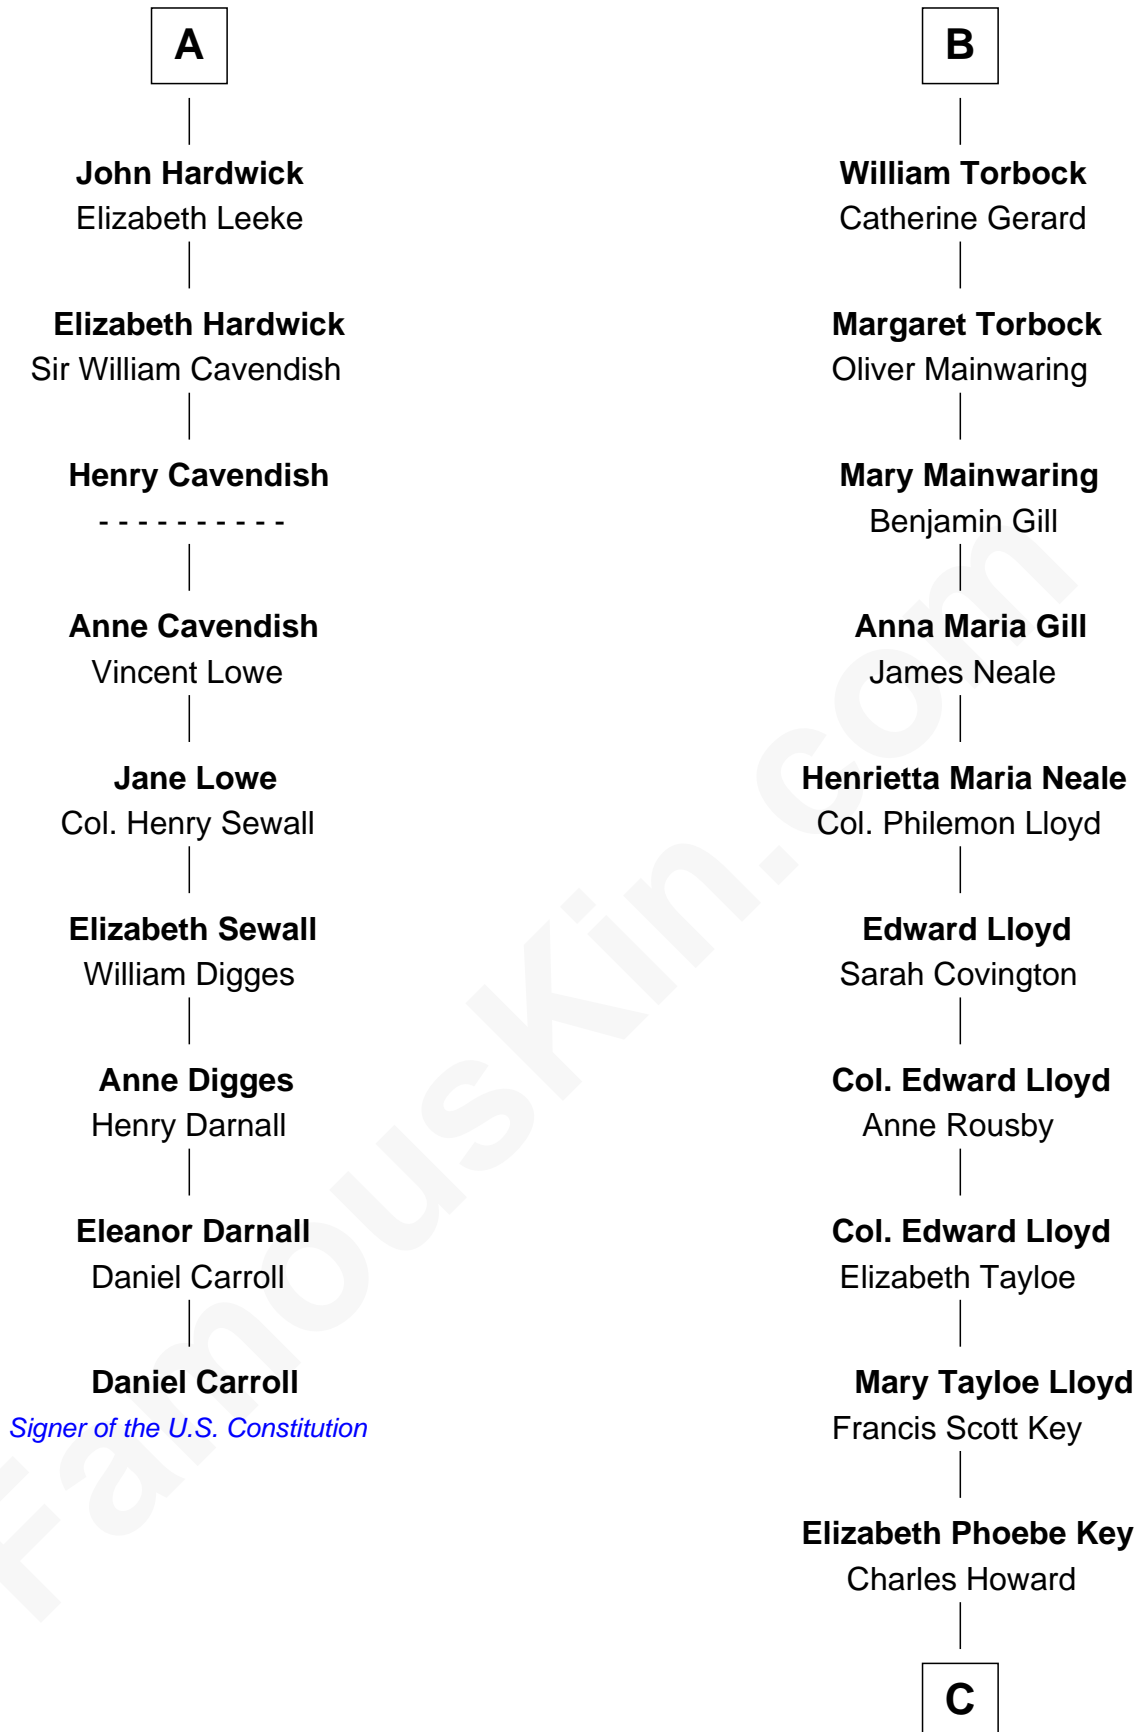 A
John Hardwick
Elizabeth Leeke
Elizabeth Hardwick
Sir William Cavendish
Henry Cavendish
- - - - - - - - - -
Anne Cavendish
Vincent Lowe
Jane Lowe
Col. Henry Sewall
Elizabeth Sewall
William Digges
Anne Digges
Henry Darnall
Eleanor Darnall
Daniel Carroll
Daniel Carroll
Signer of the U.S. Constitution
B
William Torbock
Catherine Gerard
Margaret Torbock
Oliver Mainwaring
Mary Mainwaring
Benjamin Gill
Anna Maria Gill
James Neale
Henrietta Maria Neale
Col. Philemon Lloyd
Edward Lloyd
Sarah Covington
Col. Edward Lloyd
Anne Rousby
Col. Edward Lloyd
Elizabeth Tayloe
Mary Tayloe Lloyd
Francis Scott Key
Elizabeth Phoebe Key
Charles Howard
C
FamousKin.com